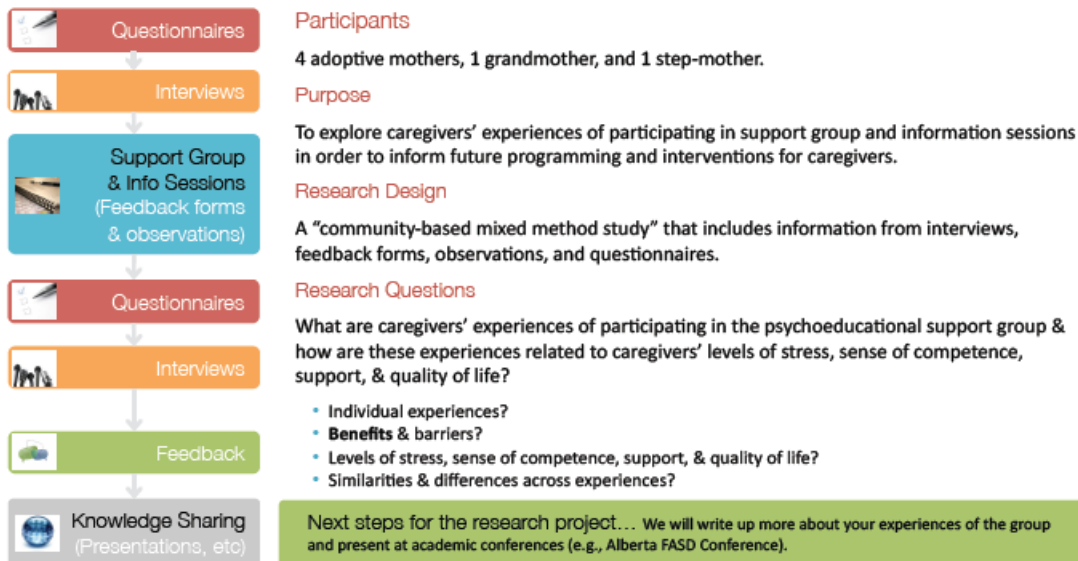 Questionnaires
Interviews
Support Group
& Info Sessions
(Feedback forms
& observations)
Questionnaires
Interviews
Feedback
Knowledge Sharing
(Presentations, etc)
Participants
4 adoptive mothers, 1 grandmother, and 1 step-mother.
Purpose
To explore caregivers’ experiences of participating in support group and information sessions
in order to inform future programming and interventions for caregivers.
Research Design
A “community-based mixed method study” that includes information from interviews,
feedback forms, observations, and questionnaires.
Research Questions
What are caregivers’ experiences of participating in the psychoeducational support group &
how are these experiences related to caregivers’ levels of stress, sense of competence,
support, & quality of life?
• Individual experiences?
• Benefits & barriers?
• Levels of stress, sense of competence, support, & quality of life?
• Similarities & differences across experiences?
Next steps for the research project... We will write up more about your experiences of the group
and present at academic conferences (e.g., Alberta FASD Conference).